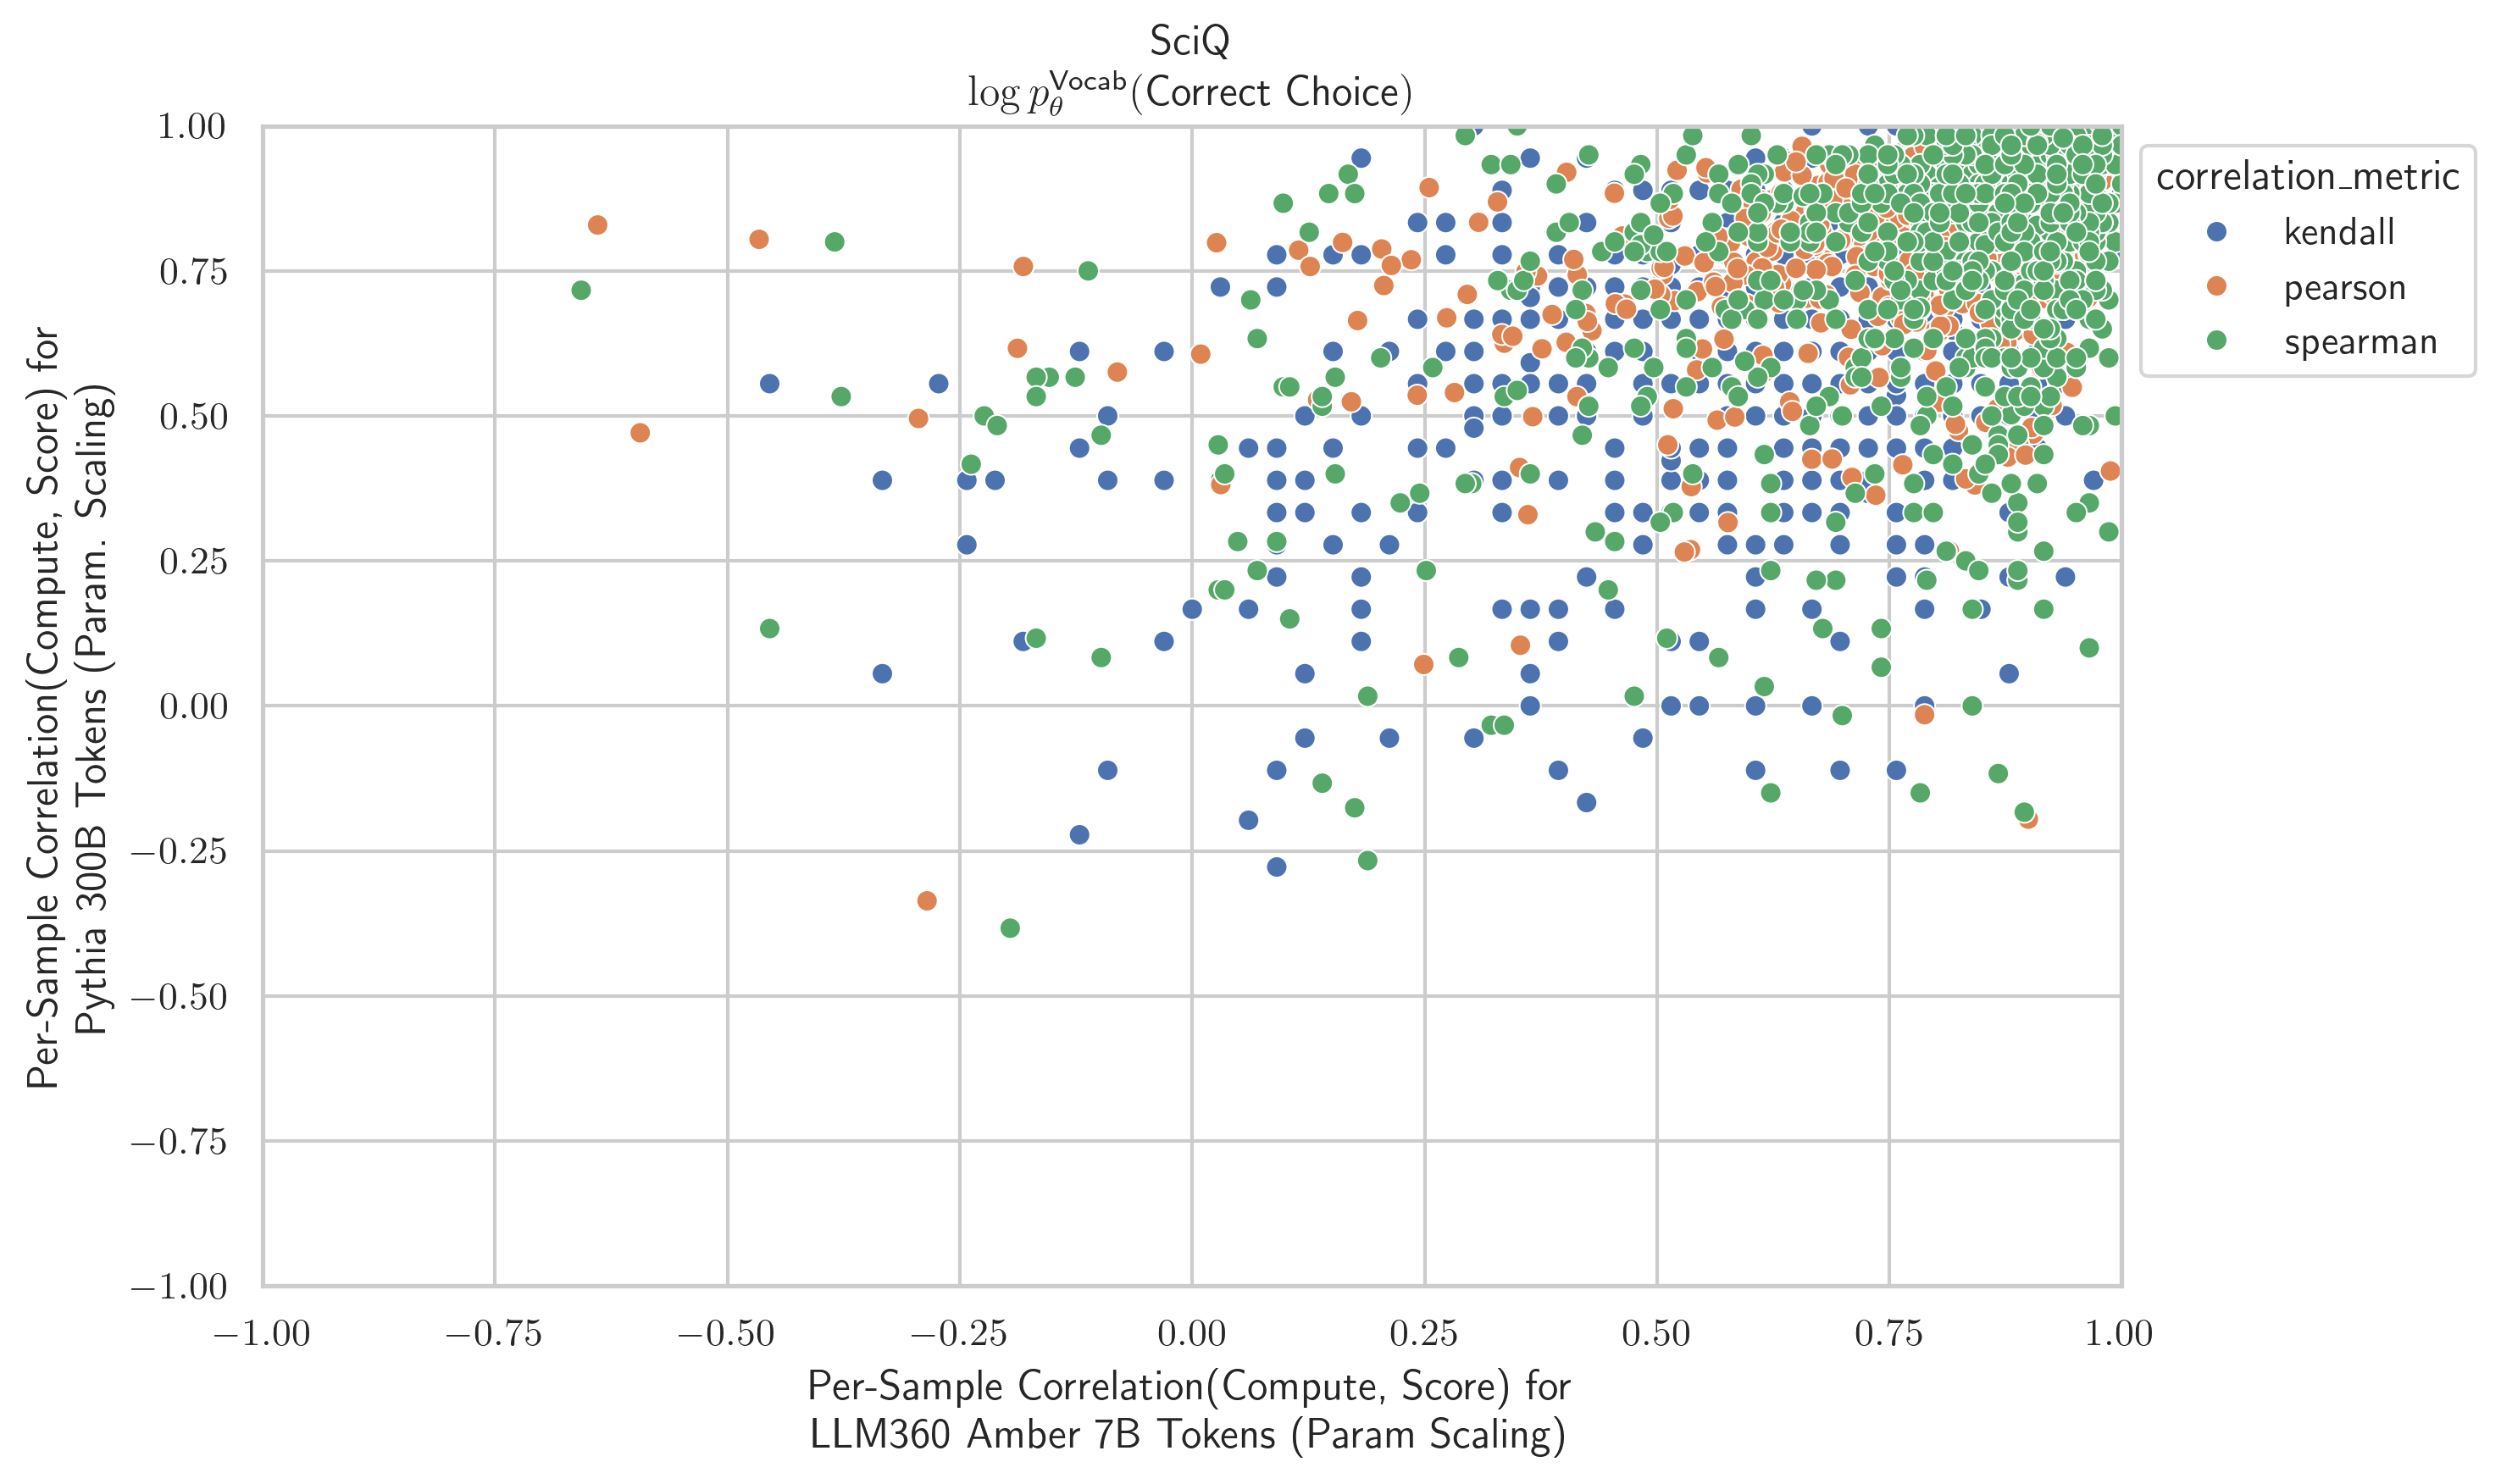 SciQ
log p_θ^Vocab(Correct Choice)
Per-Sample Correlation(Compute, Score) for
Pythia 300B Tokens (Param. Scaling)
1.00
0.75
0.50
0.25
0.00
−0.25
−0.50
−0.75
−1.00
−1.00 −0.75 −0.50 −0.25 0.00 0.25 0.50 0.75 1.00
Per-Sample Correlation(Compute, Score) for
LLM360 Amber 7B Tokens (Param Scaling)
correlation_metric
kendall
pearson
spearman